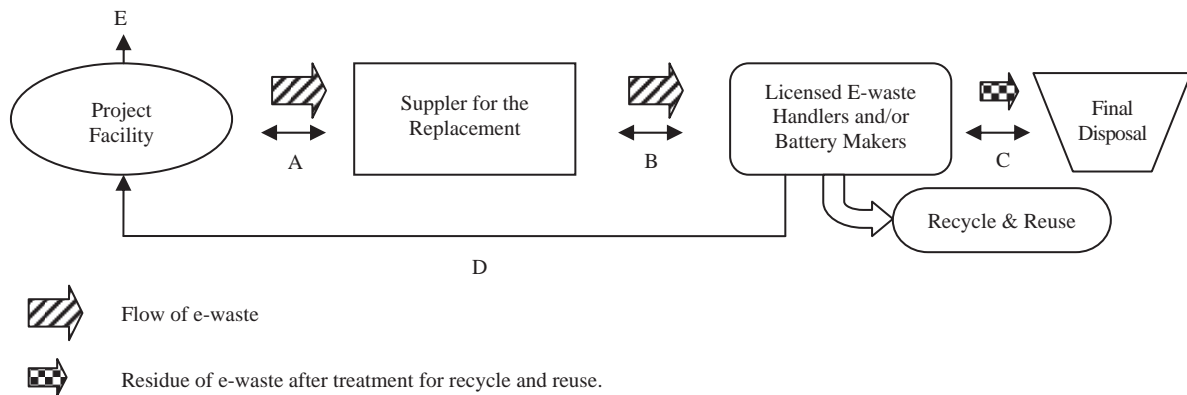 E
Project
Facility
A
Suppler for the
Replacement
B
Licensed E-waste
Handlers and/or
Battery Makers
C
Final
Disposal
Recycle & Reuse
D
Flow of e-waste
Residue of e-waste after treatment for recycle and reuse.